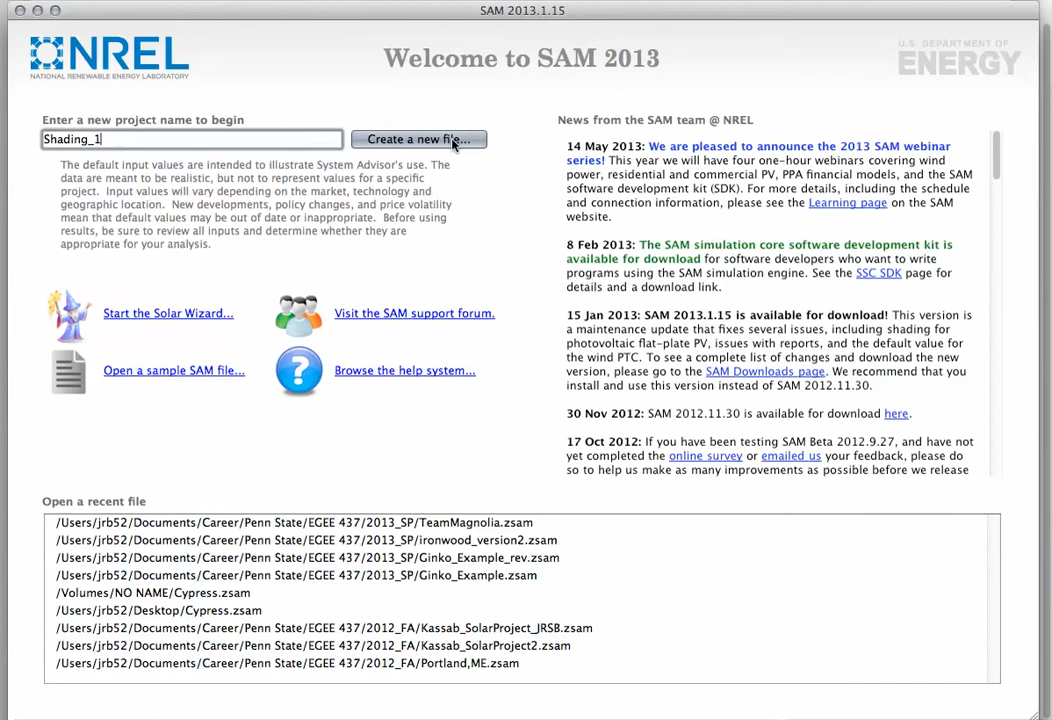 SAM 2013.1.15
NREL
NATIONAL RENEWABLE ENERGY LABORATORY
Welcome to SAM 2013
U.S. DEPARTMENT OF
ENERGY
Enter a new project name to begin
Shading_1
Create a new file...
The default input values are intended to illustrate System Advisor's use. The
data are meant to be realistic, but not to represent values for a specific
project. Input values will vary depending on the market, technology and
geographic location. New developments, policy changes, and price volatility
mean that default values may be out of date or inappropriate. Before using
results, be sure to review all inputs and determine whether they are
appropriate for your analysis.
Start the Solar Wizard...
Visit the SAM support forum.
Open a sample SAM file...
Browse the help system...
News from the SAM team @ NREL
14 May 2013: We are pleased to announce the 2013 SAM webinar
series! This year we will have four one-hour webinars covering wind
power, residential and commercial PV, PPA financial models, and the SAM
software development kit (SDK). For more details, including the schedule
and connection information, please see the Learning page on the SAM
website.
8 Feb 2013: The SAM simulation core software development kit is
available for download for software developers who want to write
programs using the SAM simulation engine. See the SSC SDK page for
details and a download link.
15 Jan 2013: SAM 2013.1.15 is available for download! This version is
a maintenance update that fixes several issues, including shading for
photovoltaic flat-plate PV, issues with reports, and the default value for
the wind PTC. To see a complete list of changes and download the new
version, please go to the SAM Downloads page. We recommend that you
install and use this version instead of SAM 2012.11.30.
30 Nov 2012: SAM 2012.11.30 is available for download here.
17 Oct 2012: If you have been testing SAM Beta 2012.9.27, and have not
yet completed the online survey or emailed us your feedback, please do
so to help us make as many improvements as possible before we release
Open a recent file
/Users/jrb52/Documents/Career/Penn State/EGEE 437/2013_SP/TeamMagnolia.zsam
/Users/jrb52/Documents/Career/Penn State/EGEE 437/2013_SP/ironwood_version2.zsam
/Users/jrb52/Documents/Career/Penn State/EGEE 437/2013_SP/Ginko_Example_rev.zsam
/Users/jrb52/Documents/Career/Penn State/EGEE 437/2013_SP/Ginko_Example.zsam
/Volumes/NO NAME/Cypress.zsam
/Users/jrb52/Desktop/Cypress.zsam
/Users/jrb52/Documents/Career/Penn State/EGEE 437/2012_FA/Kassab_SolarProject_JRSB.zsam
/Users/jrb52/Documents/Career/Penn State/EGEE 437/2012_FA/Kassab_SolarProject2.zsam
/Users/jrb52/Documents/Career/Penn State/EGEE 437/2012_FA/Portland,ME.zsam